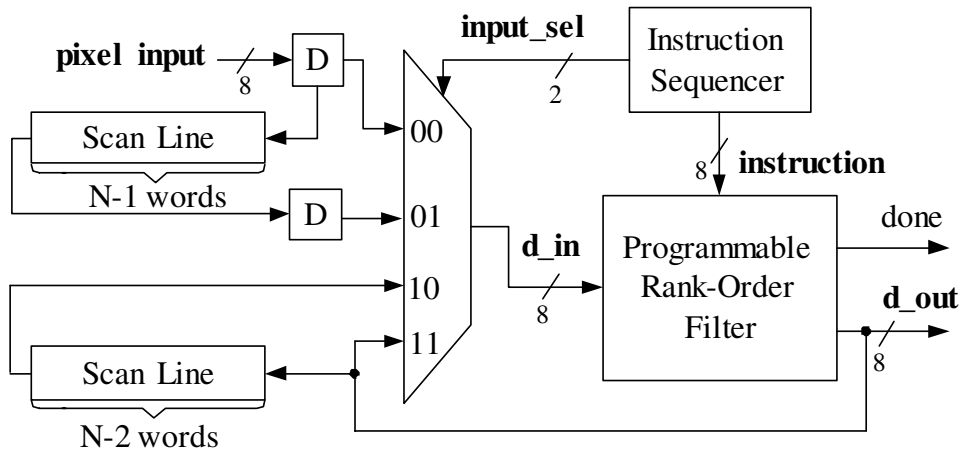 pixel input
8
D
input_sel
2
Instruction
Sequencer
Scan Line
N-1 words
00
8
instruction
D
01
d_in
8
Programmable
Rank-Order
Filter
done
d_out
8
10
11
Scan Line
N-2 words